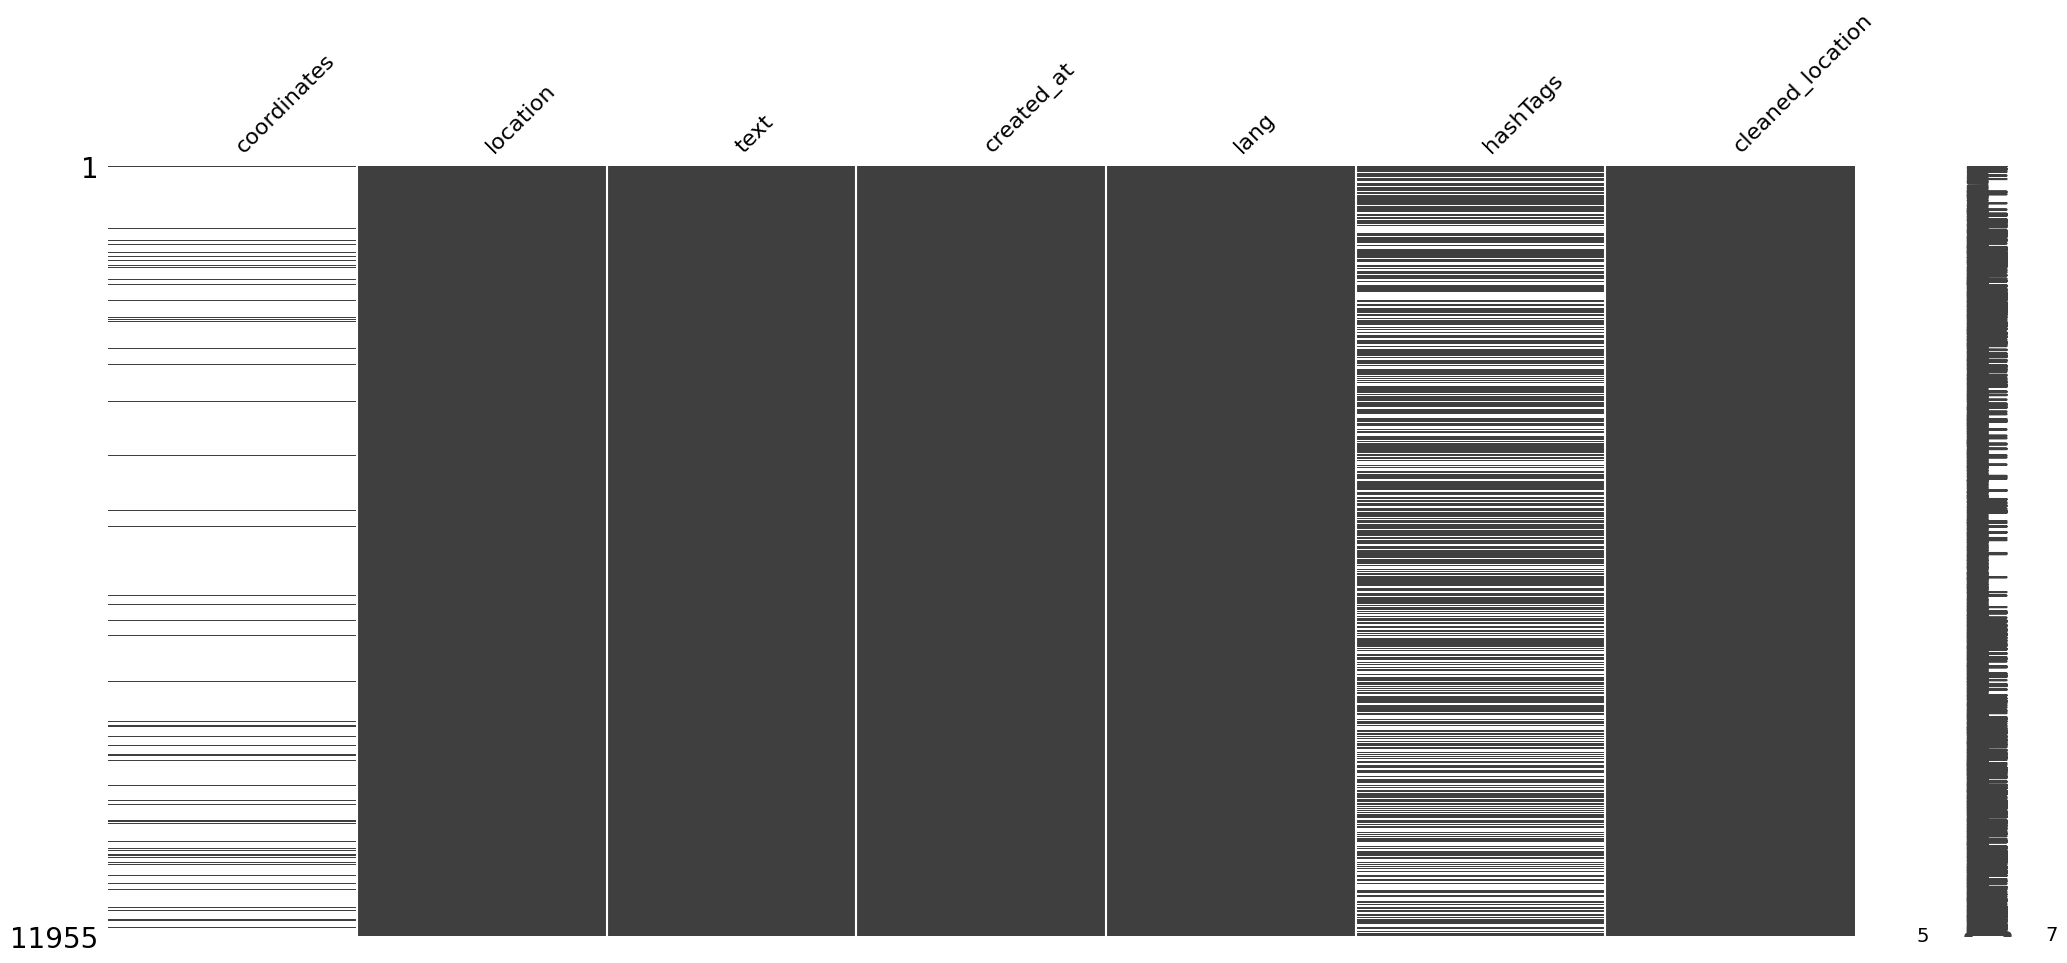 coordinates
location
text
created_at
lang
hashTags
cleaned_location
1
11955
5
7